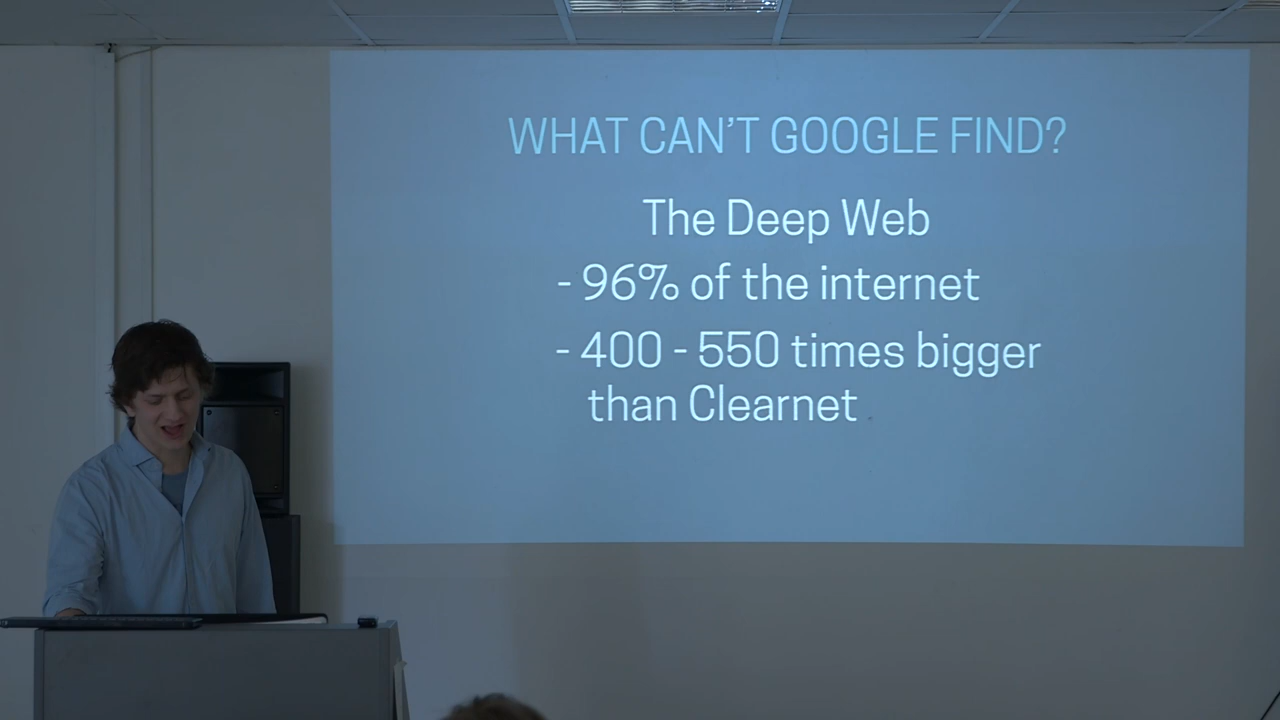 WHAT CAN’T GOOGLE FIND?
The Deep Web
- 96% of the internet
- 400 - 550 times bigger
than Clearnet